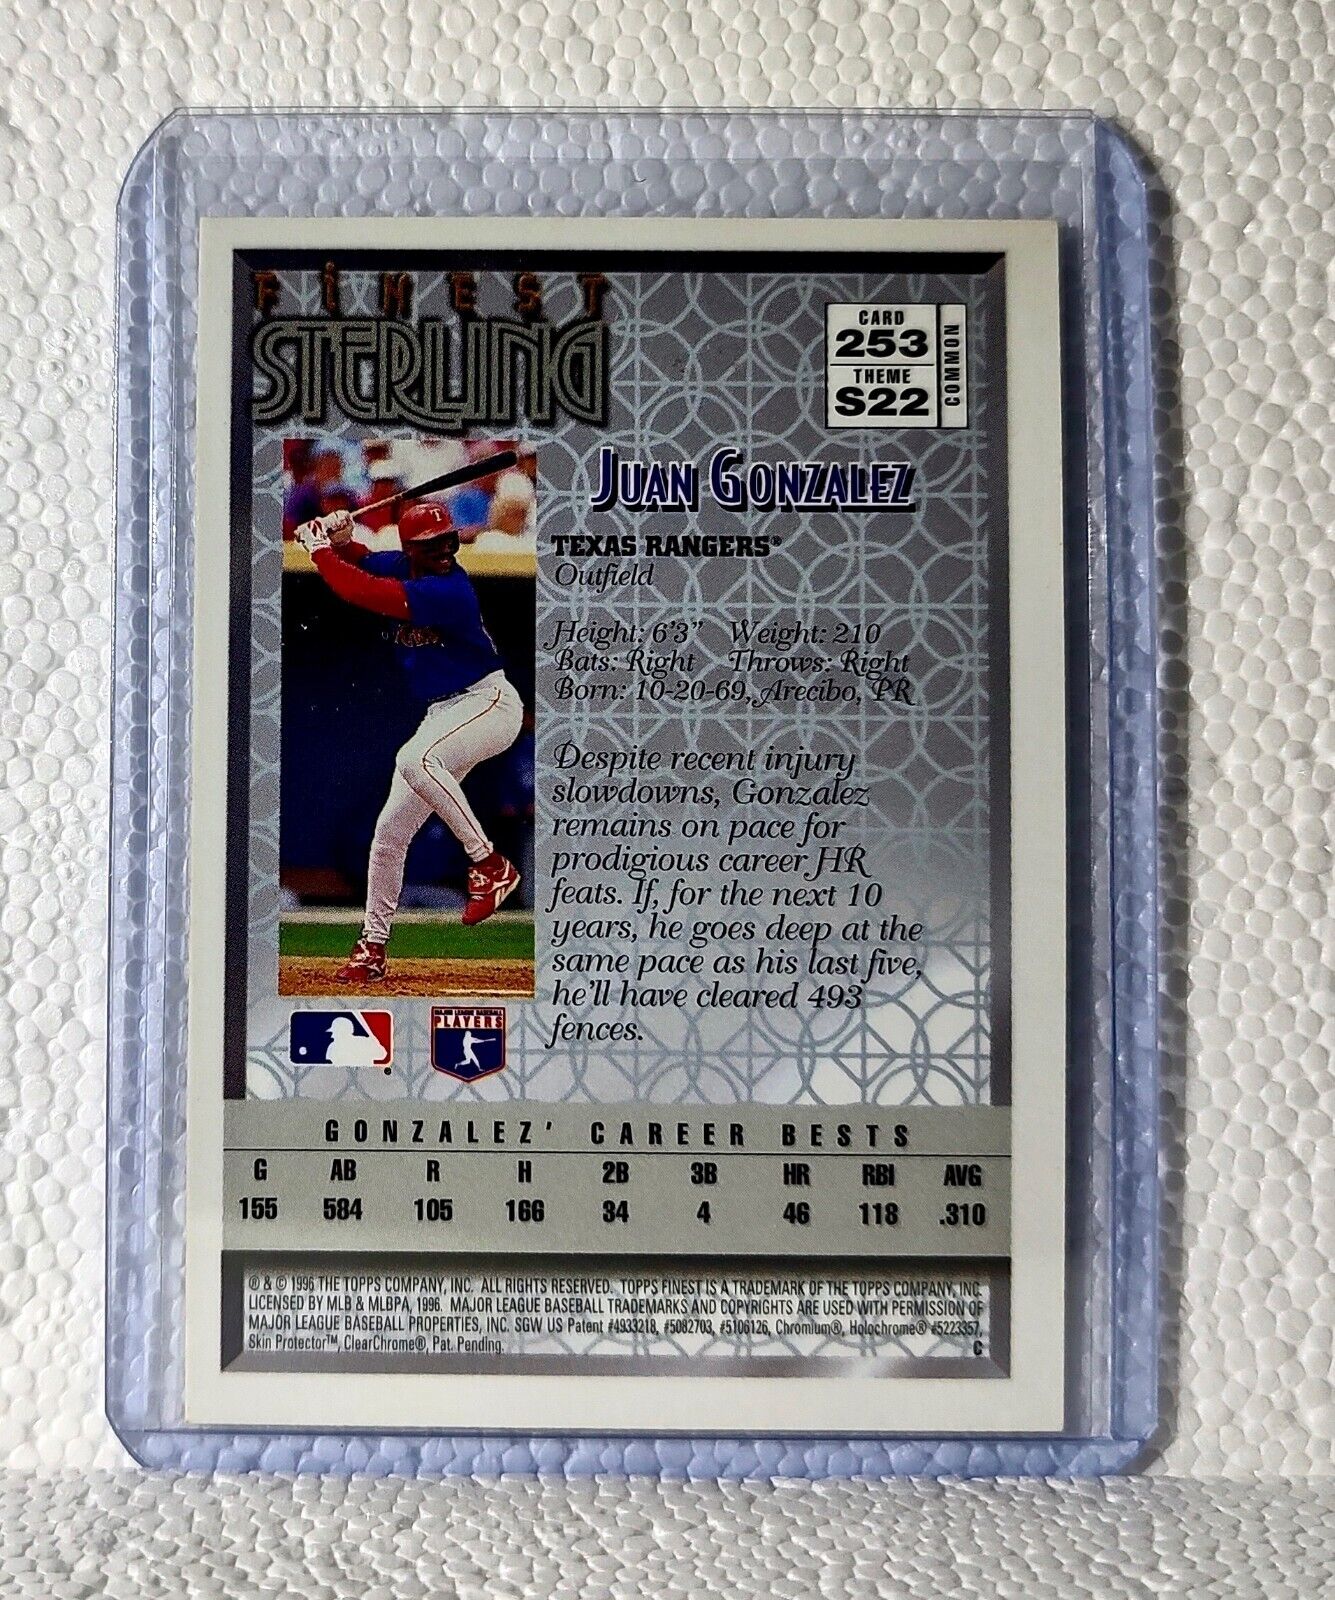 FiNEST
STERLING
CARD
253
THEME
S22
COMMON
JUAN GONZALEZ
TEXAS RANGERS®
Outfield
Height: 6'3" Weight: 210
Bats: Right Throws: Right
Born: 10-20-69, Arecibo, PR
Despite recent injury
slowdowns, Gonzalez
remains on pace for
prodigious career HR
feats. If, for the next 10
years, he goes deep at the
same pace as his last five,
he'll have cleared 493
fences.
T
®
MAJOR LEAGUE BASEBALL
PLAYERS
GONZALEZ' CAREER BESTS
G AB R H 2B 3B HR RBI AVG
155 584 105 166 34 4 46 118 .310
® & © 1996 THE TOPPS COMPANY, INC. ALL RIGHTS RESERVED. TOPPS FINEST IS A TRADEMARK OF THE TOPPS COMPANY, INC.
LICENSED BY MLB & MLBPA, 1996. MAJOR LEAGUE BASEBALL TRADEMARKS AND COPYRIGHTS ARE USED WITH PERMISSION OF
MAJOR LEAGUE BASEBALL PROPERTIES, INC. SGW US Patent #4933218, #5082703, #5106126, Chromium®, Holochrome® #5223357,
Skin Protector™, ClearChrome®, Pat. Pending.
C